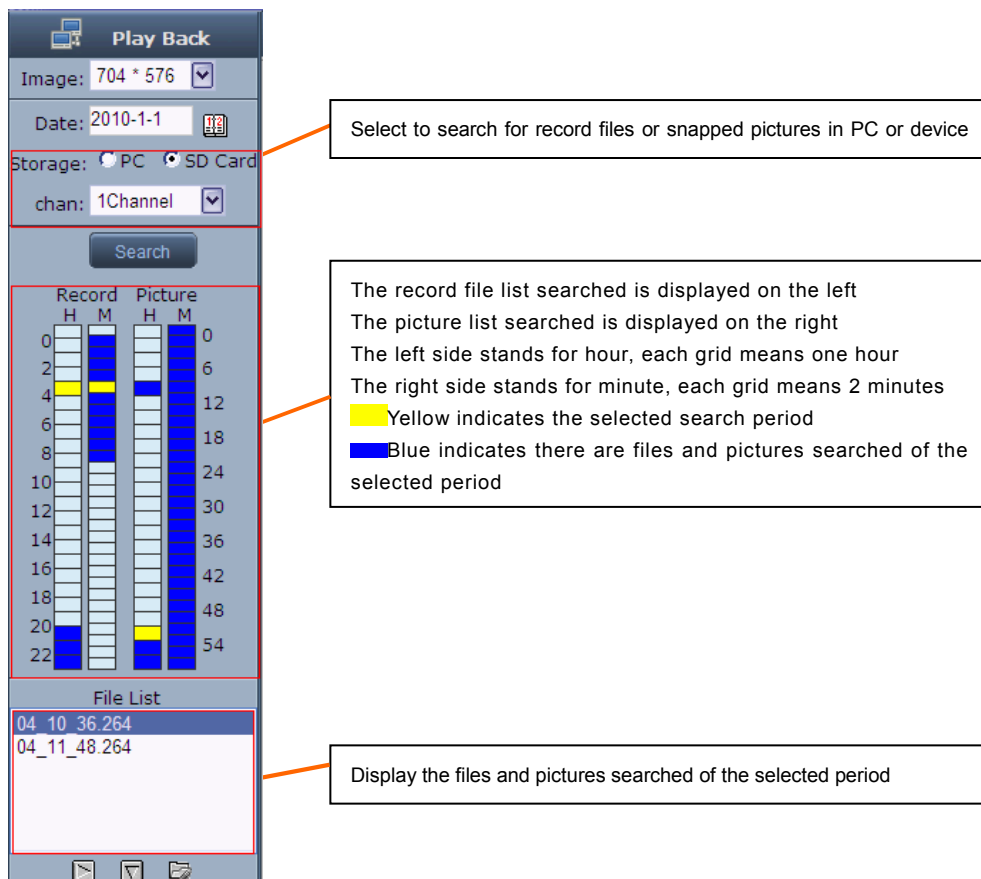 Play Back
Image: 704 * 576
Date: 2010-1-1
Storage: PC SD Card
chan: 1Channel
Search
Record Picture
H M H M
0 0
2 6
4 12
6 18
8 24
10 30
12 36
14 42
16 48
18 54
20
22
File List
04_10_36.264
04_11_48.264
Select to search for record files or snapped pictures in PC or device
The record file list searched is displayed on the left
The picture list searched is displayed on the right
The left side stands for hour, each grid means one hour
The right side stands for minute, each grid means 2 minutes
Yellow indicates the selected search period
Blue indicates there are files and pictures searched of the
selected period
Display the files and pictures searched of the selected period